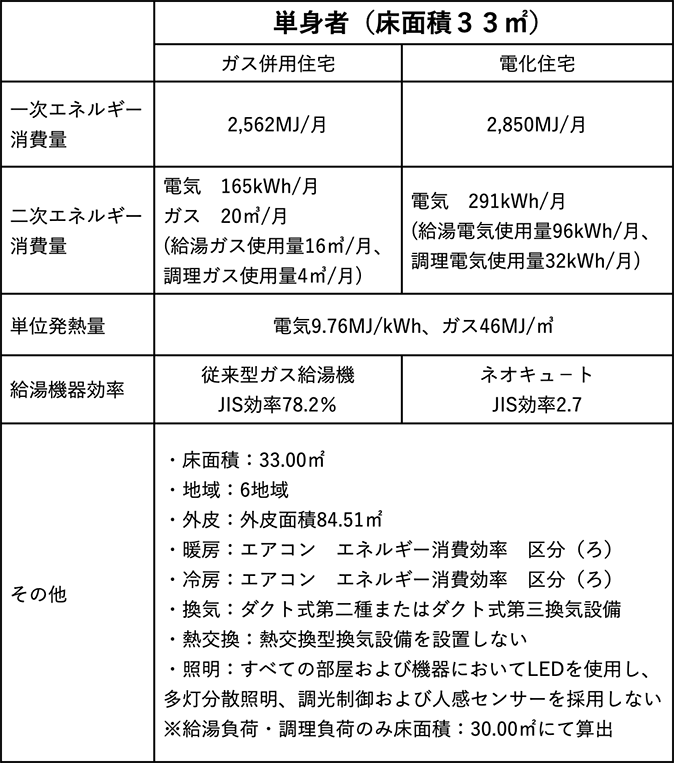 単身者（床面積３３㎡）
ガス併用住宅
電化住宅
一次エネルギー
消費量
2,562MJ/月
2,850MJ/月
二次エネルギー
消費量
電気　165kWh/月
ガス　20㎥/月
(給湯ガス使用量16㎥/月、
調理ガス使用量4㎥/月)
電気　291kWh/月
(給湯電気使用量96kWh/月、
調理電気使用量32kWh/月)
単位発熱量
電気9.76MJ/kWh、ガス46MJ/㎥
給湯機器効率
従来型ガス給湯機
JIS効率78.2%
ネオキュート
JIS効率2.7
その他
・床面積：33.00㎡
・地域：6地域
・外皮：外皮面積84.51㎡
・暖房：エアコン　エネルギー消費効率　区分（ろ）
・冷房：エアコン　エネルギー消費効率　区分（ろ）
・換気：ダクト式第二種またはダクト式第三換気設備
・熱交換：熱交換型換気設備を設置しない
・照明：すべての部屋および機器においてLEDを使用し、
多灯分散照明、調光制御および人感センサーを採用しない
※給湯負荷・調理負荷のみ床面積：30.00㎡にて算出